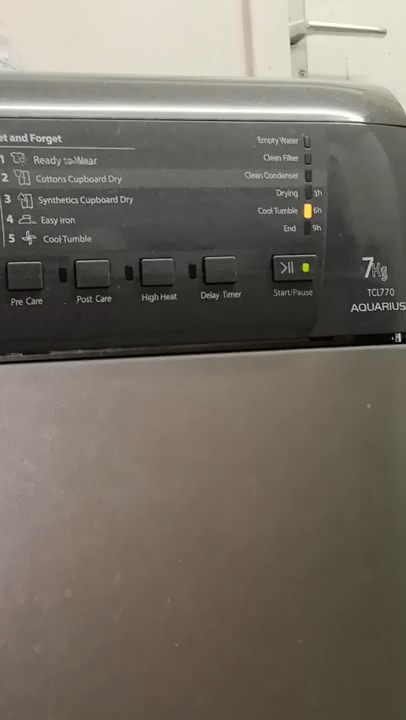 et and Forget
1 Ready to Wear
2 Cottons Cupboard Dry
3 Synthetics Cupboard Dry
4 Easy iron
5 Cool Tumble
Empty Water
Clean Filter
Clean Condenser
Drying 3h
Cool Tumble 6h
End 9h
Pre Care
Post Care
High Heat
Delay Timer
Start/Pause
7Kg
TCL770
AQUARIUS